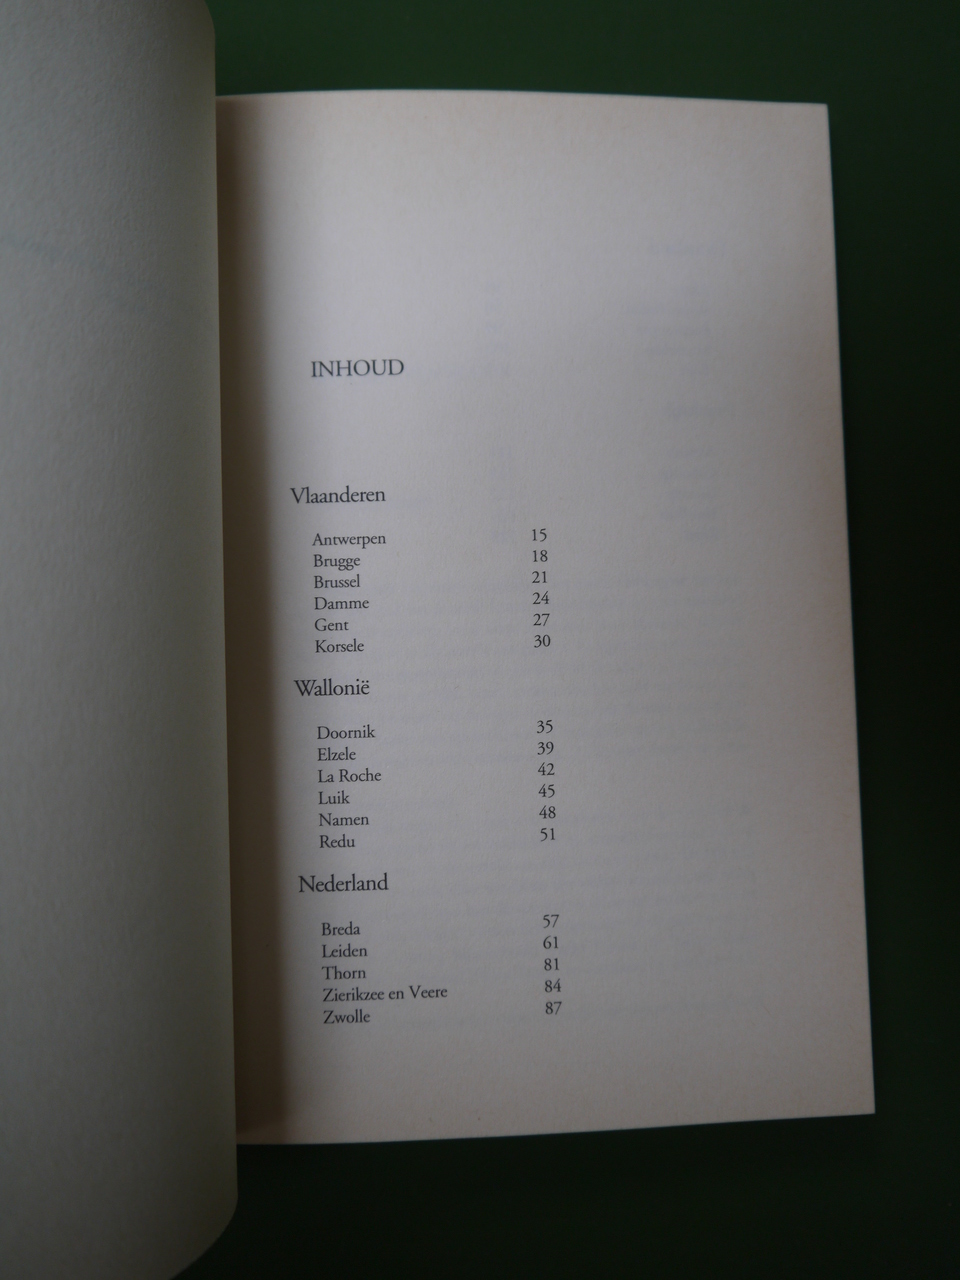 INHOUD
Vlaanderen
Antwerpen 15
Brugge 18
Brussel 21
Damme 24
Gent 27
Korsele 30
Wallonië
Doornik 35
Elzele 39
La Roche 42
Luik 45
Namen 48
Redu 51
Nederland
Breda 57
Leiden 61
Thorn 81
Zierikzee en Veere 84
Zwolle 87